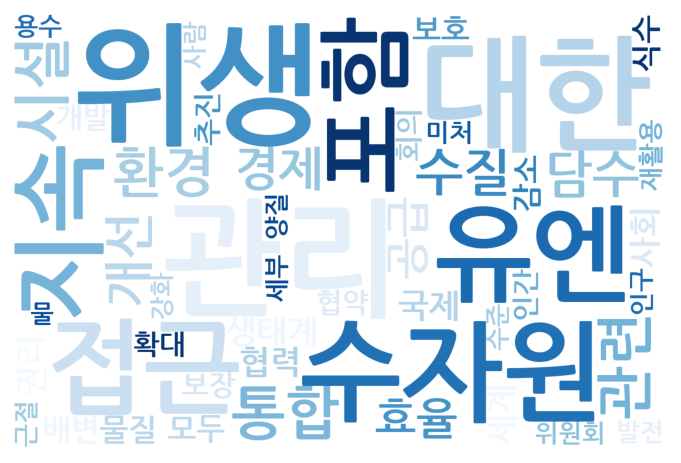 용수
위생
사람
포함
보호
대한
식수
시설
개발
추진
회의
미처
환경
경제
수질
감소
담수
재활용
지속
개선
관리
양질
세부
공급
유엔
사회
강화
협약
국제
인간
인구
물
접근
확대
생태계
수자원
수준
관련
권리
협력
보장
근절
배변
물질
모두
통합
효율
세계
위원회
발전